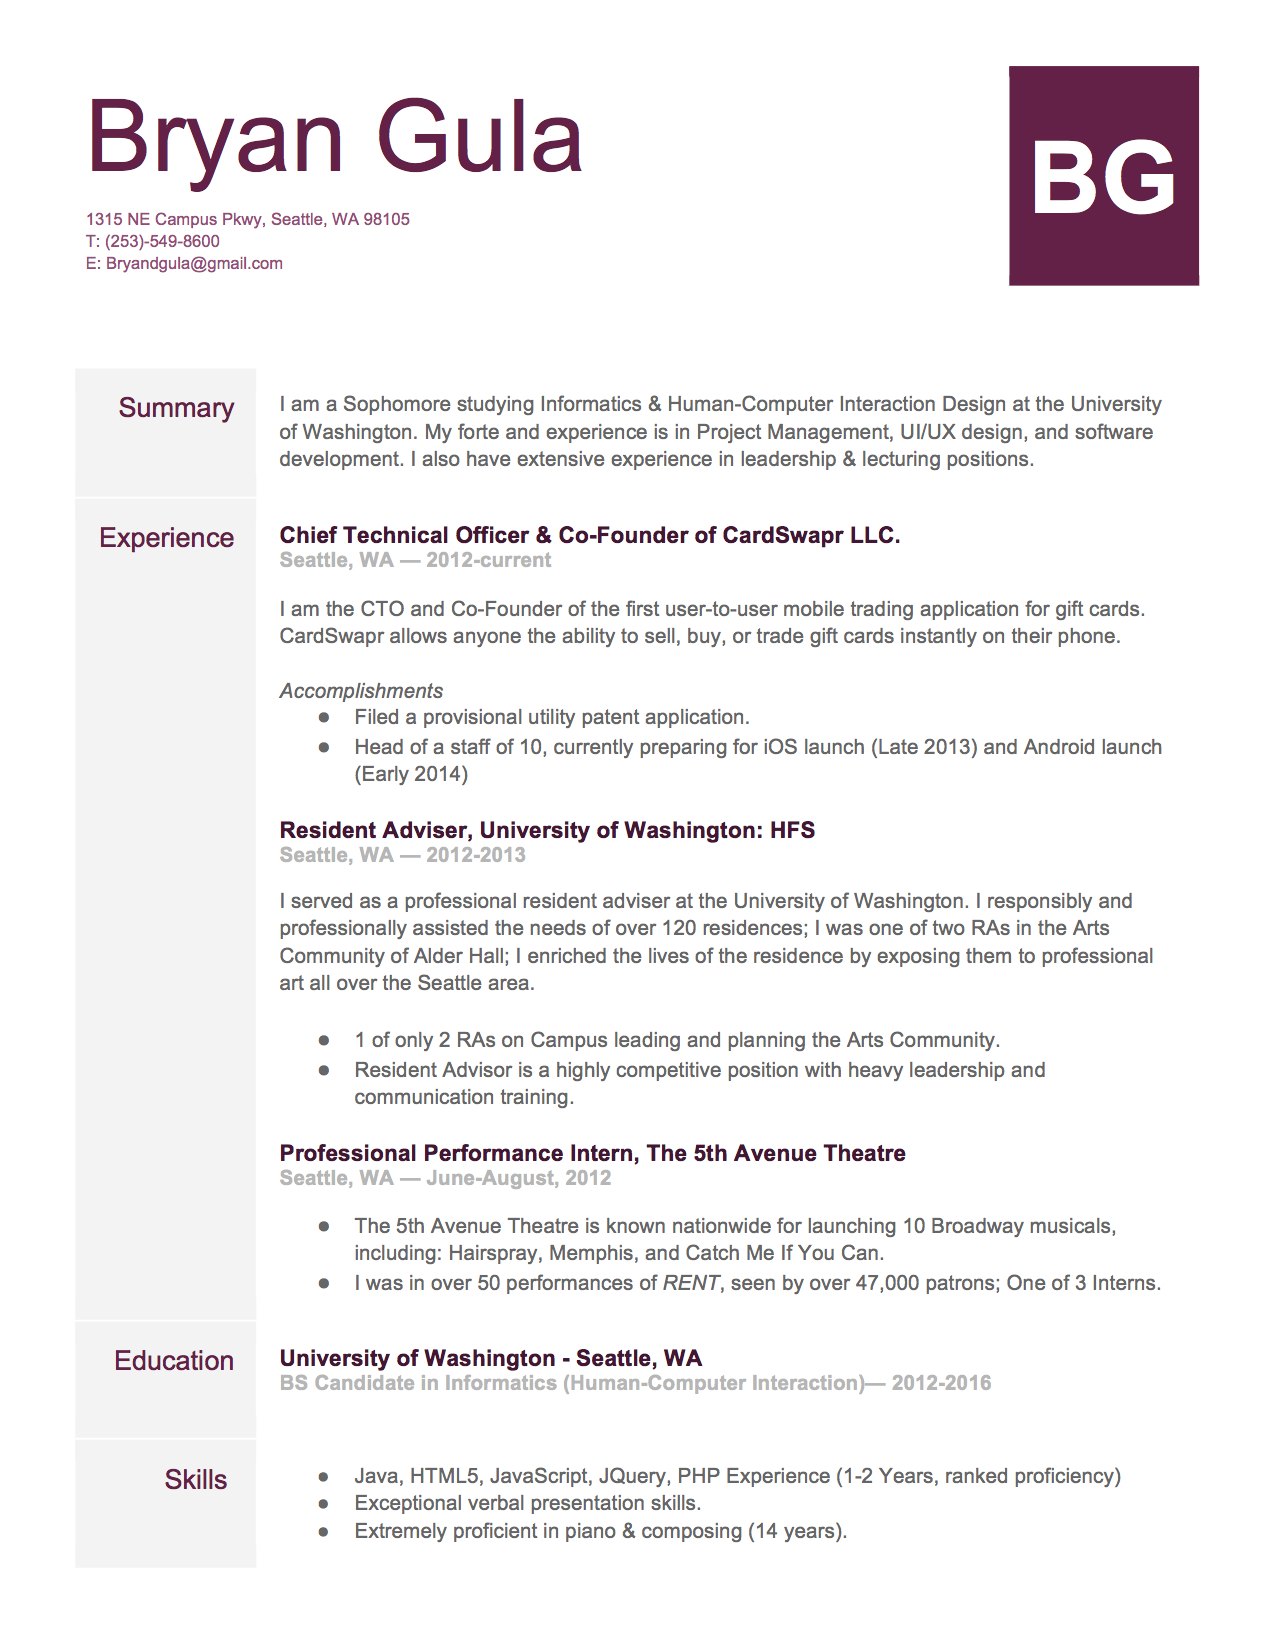 Bryan Gula
BG
1315 NE Campus Pkwy, Seattle, WA 98105
T: (253)-549-8600
E: Bryandgula@gmail.com
Summary
I am a Sophomore studying Informatics & Human-Computer Interaction Design at the University
of Washington. My forte and experience is in Project Management, UI/UX design, and software
development. I also have extensive experience in leadership & lecturing positions.
Experience
Chief Technical Officer & Co-Founder of CardSwapr LLC.
Seattle, WA — 2012-current
I am the CTO and Co-Founder of the first user-to-user mobile trading application for gift cards.
CardSwapr allows anyone the ability to sell, buy, or trade gift cards instantly on their phone.
Accomplishments
● Filed a provisional utility patent application.
● Head of a staff of 10, currently preparing for iOS launch (Late 2013) and Android launch
(Early 2014)
Resident Adviser, University of Washington: HFS
Seattle, WA — 2012-2013
I served as a professional resident adviser at the University of Washington. I responsibly and
professionally assisted the needs of over 120 residences; I was one of two RAs in the Arts
Community of Alder Hall; I enriched the lives of the residence by exposing them to professional
art all over the Seattle area.
● 1 of only 2 RAs on Campus leading and planning the Arts Community.
● Resident Advisor is a highly competitive position with heavy leadership and
communication training.
Professional Performance Intern, The 5th Avenue Theatre
Seattle, WA — June-August, 2012
● The 5th Avenue Theatre is known nationwide for launching 10 Broadway musicals,
including: Hairspray, Memphis, and Catch Me If You Can.
● I was in over 50 performances of RENT, seen by over 47,000 patrons; One of 3 Interns.
Education
University of Washington - Seattle, WA
BS Candidate in Informatics (Human-Computer Interaction)— 2012-2016
Skills
● Java, HTML5, JavaScript, JQuery, PHP Experience (1-2 Years, ranked proficiency)
● Exceptional verbal presentation skills.
● Extremely proficient in piano & composing (14 years).